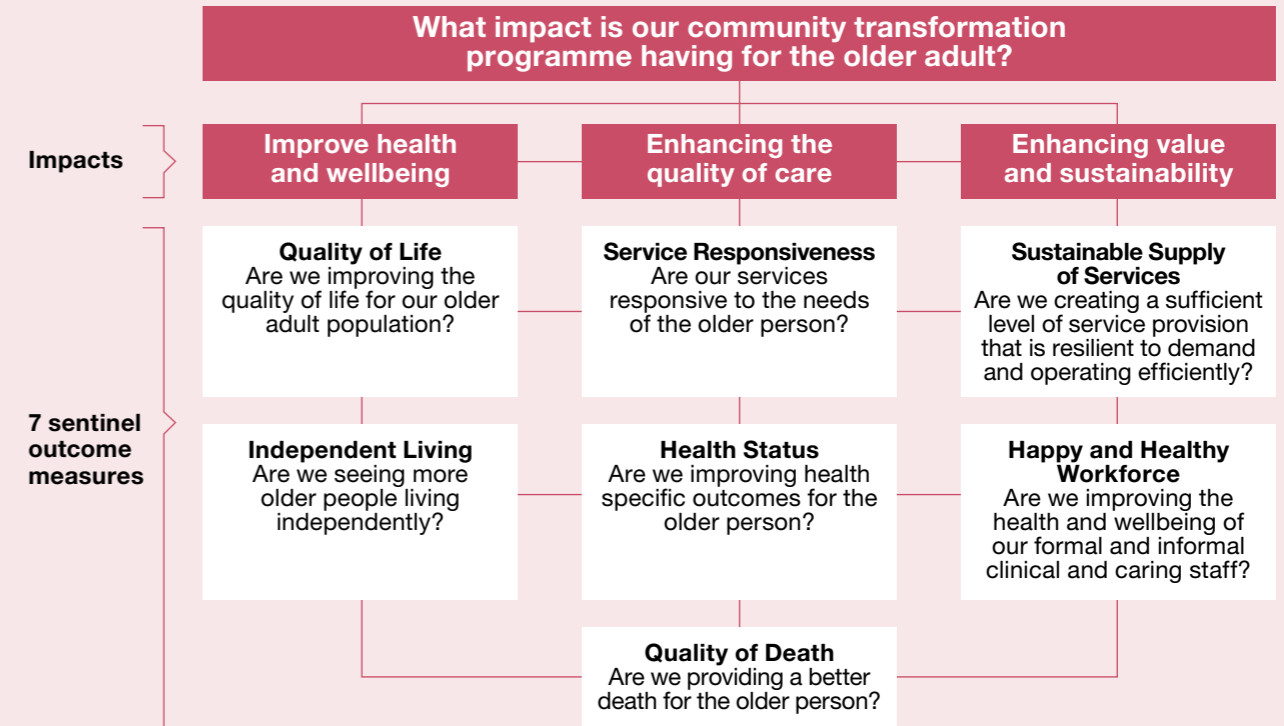 What impact is our community transformation
programme having for the older adult?
Impacts
Improve health
and wellbeing
Enhancing the
quality of care
Enhancing value
and sustainability
7 sentinel
outcome
measures
Quality of Life
Are we improving the
quality of life for our older
adult population?
Service Responsiveness
Are our services
responsive to the needs
of the older person?
Sustainable Supply
of Services
Are we creating a sufficient
level of service provision
that is resilient to demand
and operating efficiently?
Independent Living
Are we seeing more
older people living
independently?
Health Status
Are we improving health
specific outcomes for the
older person?
Happy and Healthy
Workforce
Are we improving the
health and wellbeing of
our formal and informal
clinical and caring staff?
Quality of Death
Are we providing a better
death for the older person?